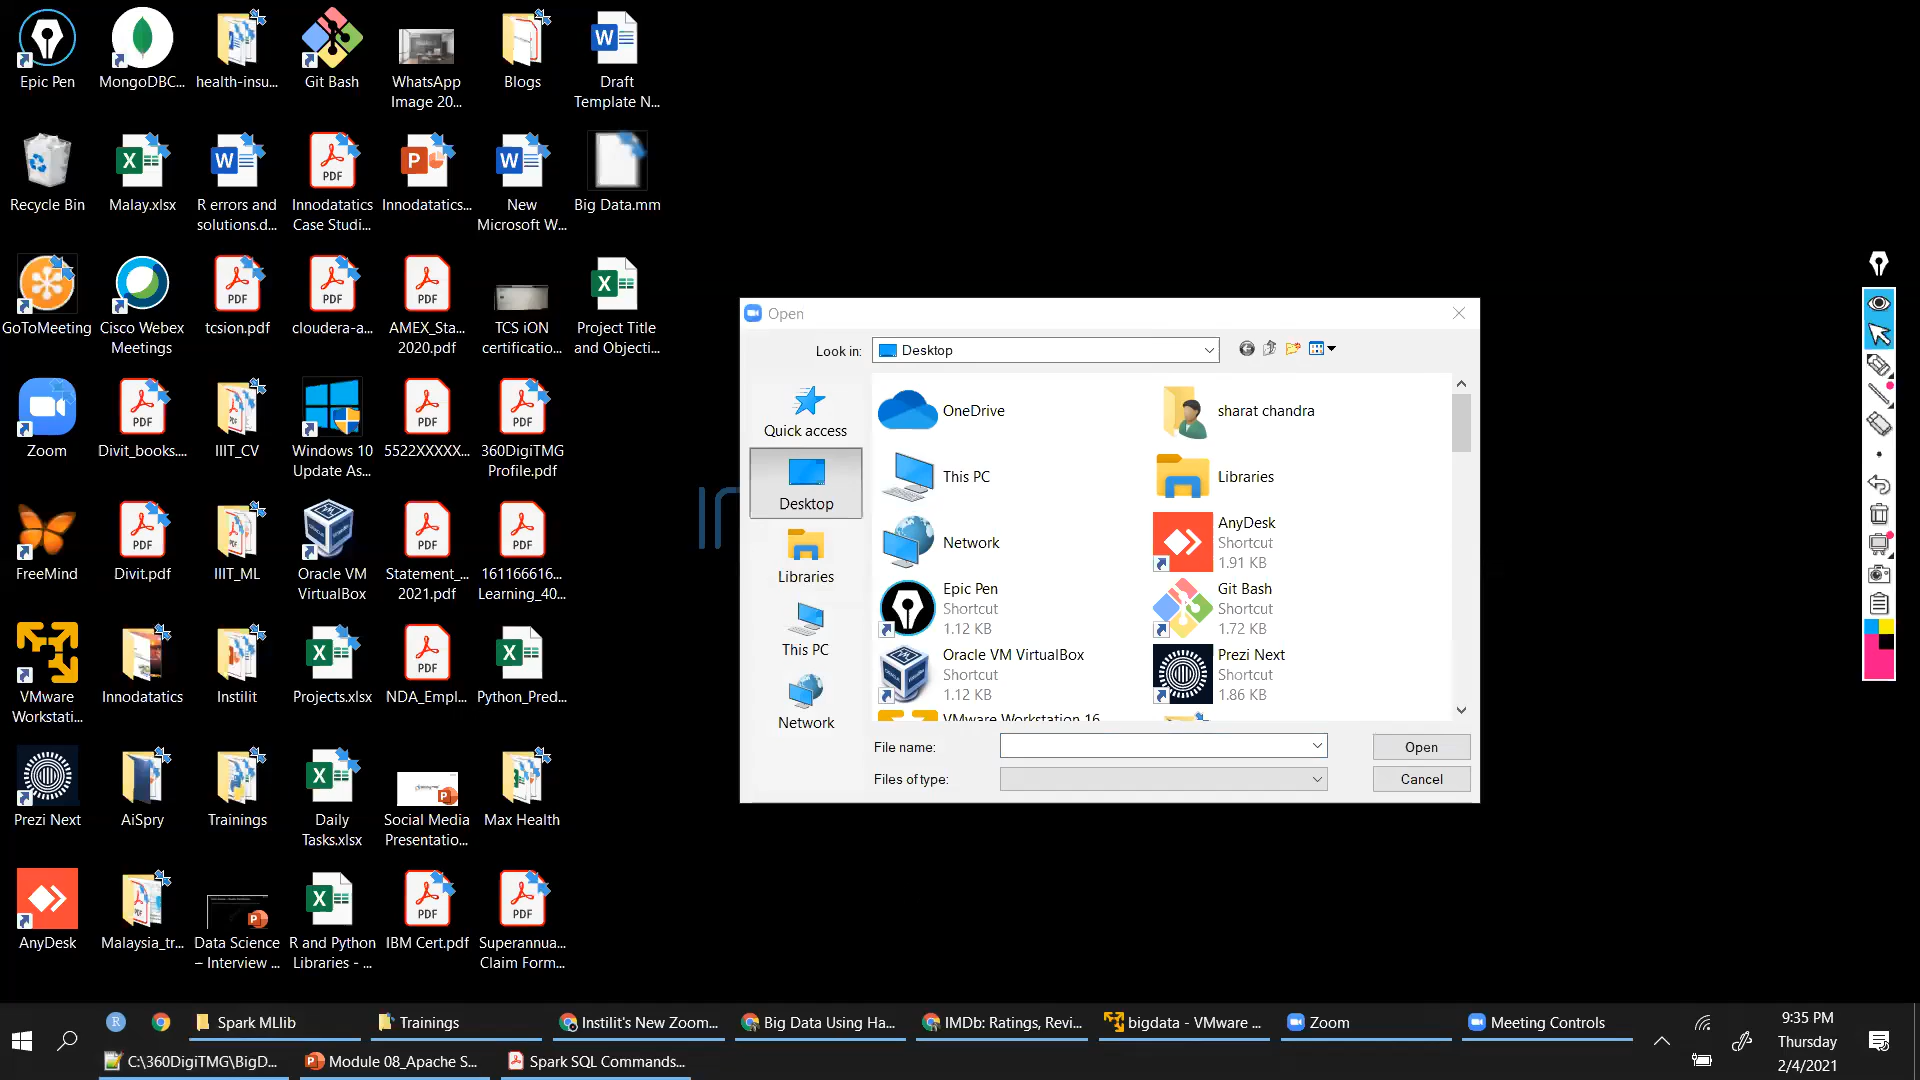 Epic Pen
MongoDBC...
health-insu...
Git Bash
WhatsApp
Image 20...
Blogs
Draft
Template N...
Recycle Bin
Malay.xlsx
R errors and
solutions.d...
Innodatatics
Case Studi...
Innodatatics...
New
Microsoft W...
Big Data.mm
GoToMeeting
Cisco Webex
Meetings
tcsion.pdf
cloudera-a...
AMEX_Sta...
2020.pdf
TCS iON
certificatio...
Project Title
and Objecti...
Zoom
Divit_books....
IIIT_CV
Windows 10
Update As...
5522XXXXX...
360DigiTMG
Profile.pdf
FreeMind
Divit.pdf
IIIT_ML
Oracle VM
VirtualBox
Statement_...
2021.pdf
161166616...
Learning_40...
VMware
Workstati...
Innodatatics
Instilit
Projects.xlsx
NDA_Empl...
Python_Pred...
Prezi Next
AiSpry
Trainings
Daily
Tasks.xlsx
Social Media
Presentatio...
Max Health
AnyDesk
Malaysia_tr...
Data Science
– Interview ...
R and Python
Libraries - ...
IBM Cert.pdf
Superannua...
Claim Form...
Open
Look in:
Desktop
Quick access
Desktop
Libraries
This PC
Network
OneDrive
sharat chandra
This PC
Libraries
Network
AnyDesk
Shortcut
1.91 KB
Epic Pen
Shortcut
1.12 KB
Git Bash
Shortcut
1.72 KB
Oracle VM VirtualBox
Shortcut
1.12 KB
Prezi Next
Shortcut
1.86 KB
VMware Workstation 16
File name:
Open
Files of type:
Cancel
Spark MLlib
Trainings
Instilit's New Zoom...
Big Data Using Ha...
IMDb: Ratings, Revi...
bigdata - VMware ...
Zoom
Meeting Controls
C:\360DigiTMG\BigD...
Module 08_Apache S...
Spark SQL Commands...
9:35 PM
Thursday
2/4/2021